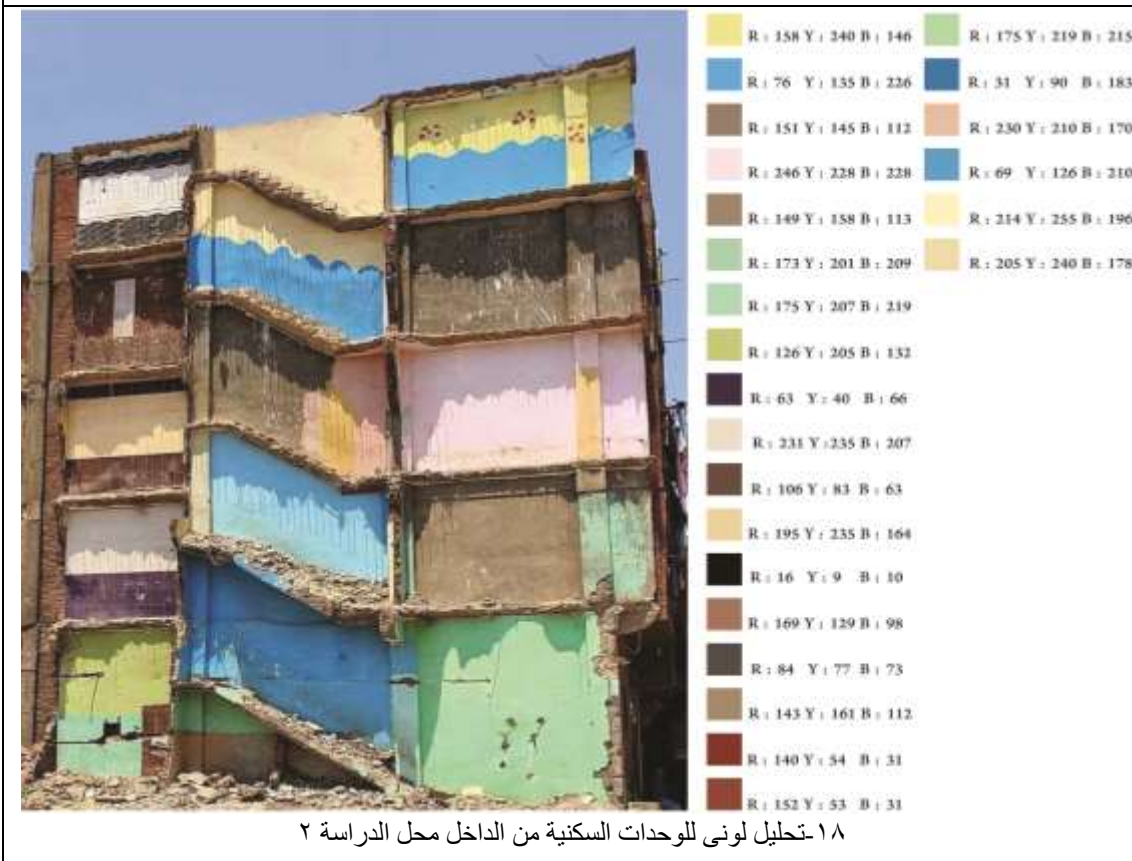 R : 158 Y : 240 B : 146
R : 76 Y : 135 B : 226
R : 151 Y : 145 B : 112
R : 246 Y : 228 B : 228
R : 149 Y : 158 B : 113
R : 173 Y : 201 B : 209
R : 175 Y : 207 B : 219
R : 126 Y : 205 B : 132
R : 63 Y : 40 B : 66
R : 231 Y : 235 B : 207
R : 106 Y : 83 B : 63
R : 195 Y : 235 B : 164
R : 16 Y : 9 B : 10
R : 169 Y : 129 B : 98
R : 84 Y : 77 B : 73
R : 143 Y : 161 B : 112
R : 140 Y : 54 B : 31
R : 152 Y : 53 B : 31
R : 175 Y : 219 B : 215
R : 31 Y : 90 B : 183
R : 230 Y : 210 B : 170
R : 69 Y : 126 B : 210
R : 214 Y : 255 B : 196
R : 205 Y : 240 B : 178
١٨-تحليل لونى للوحدات السكنية من الداخل محل الدراسة ٢